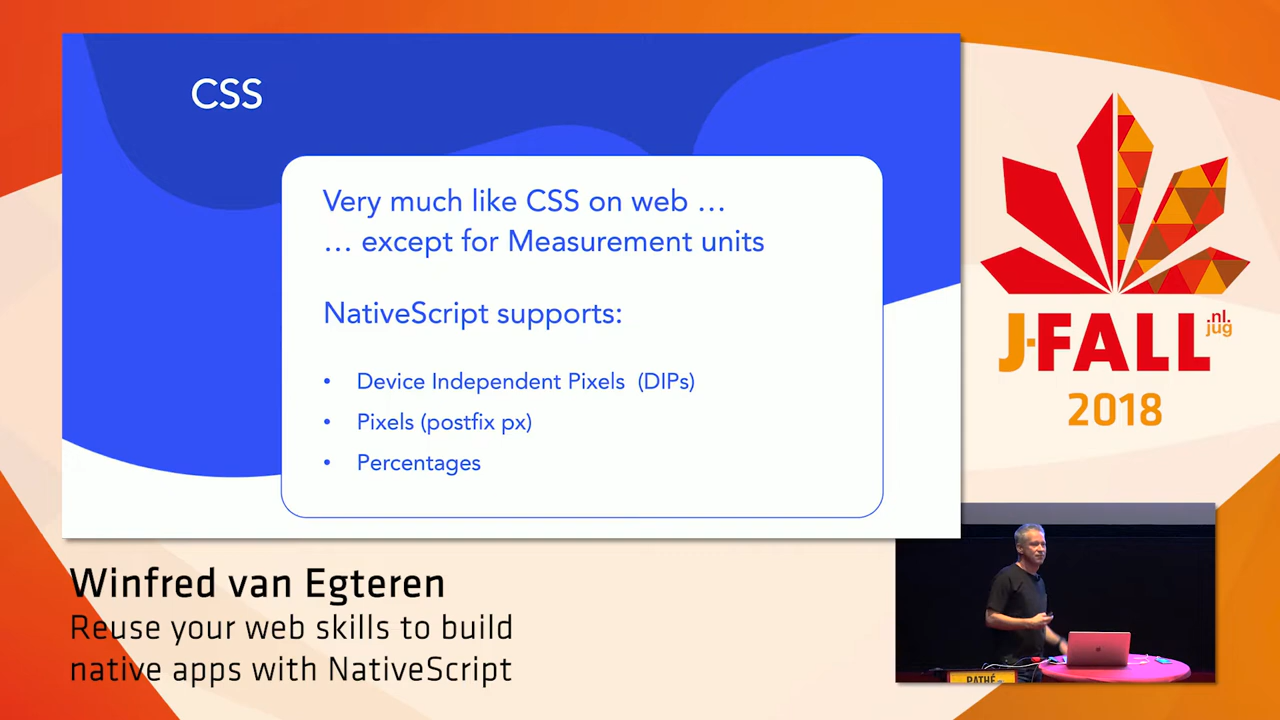 CSS
Very much like CSS on web …
… except for Measurement units
NativeScript supports:
• Device Independent Pixels (DIPs)
• Pixels (postfix px)
• Percentages
J-FALL
nl.
jug
2018
Winfred van Egteren
Reuse your web skills to build
native apps with NativeScript
PATHÉ